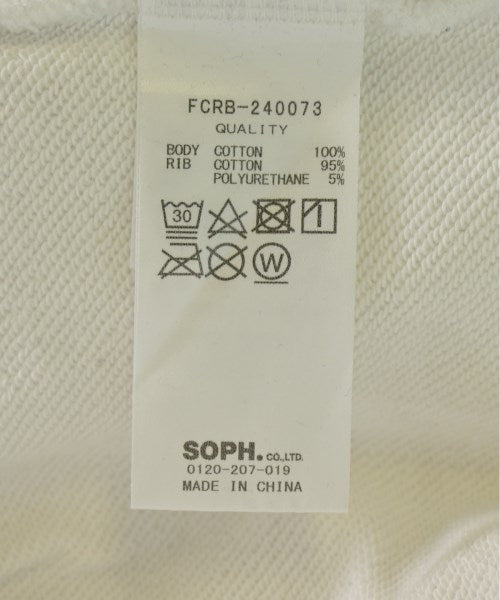 FCRB-240073
QUALITY
BODY COTTON 100%
RIB COTTON 95%
POLYURETHANE 5%
30
W
SOPH. CO.,LTD.
0120-207-019
MADE IN CHINA